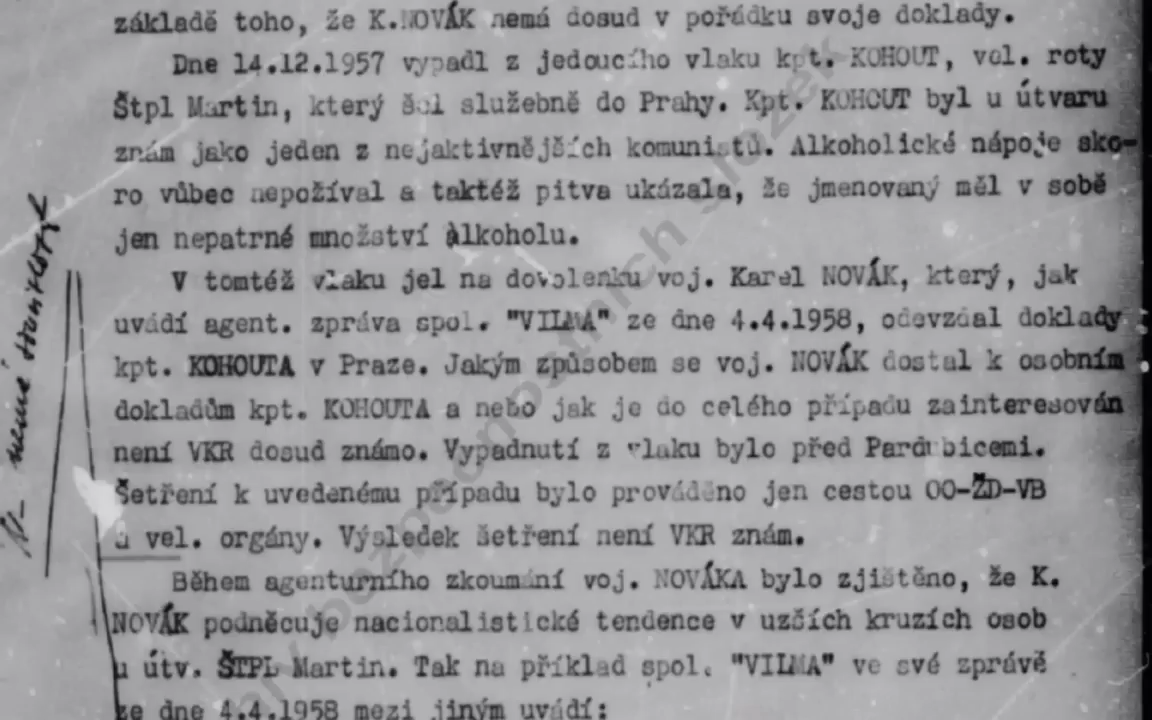 základě toho, že K.NOVÁK nemá dosud v pořádku svoje doklady.
Dne 14.12.1957 vypadl z jedoucího vlaku kpt. KOHOUT, vel. roty
Štpl Martin, který šel služebně do Prahy. Kpt. KOHOUT byl u útvaru
znám jako jeden z nejaktivnějších komunistů. Alkoholické nápoje sko-
ro vůbec nepožíval a taktéž pitva ukázala, že jmenovaný měl v sobě
jen nepatrné množství alkoholu.
V tomtéž vlaku jel na dovolenku voj. Karel NOVÁK, který, jak
uvádí agent. zpráva spol. "VILMA" ze dne 4.4.1958, odevzdal doklady
kpt. KOHOUTA v Praze. Jakým způsobem se voj. NOVÁK dostal k osobním
dokladům kpt. KOHOUTA a nebo jak je do celého případu zainteresován
není VKR dosud známo. Vypadnutí z vlaku bylo před Pardubicemi.
Šetření k uvedenému případu bylo prováděno jen cestou OO-ŽD-VB
a vel. orgány. Výsledek šetření není VKR znám.
Během agenturního zkoumání voj. NOVÁKA bylo zjištěno, že K.
NOVÁK podněcuje nacionalistické tendence v uzších kruzích osob
u útv. ŠTPL Martin. Tak na příklad spol. "VILMA" ve své zprávě
ze dne 4.4.1958 mezi jiným uvádí: